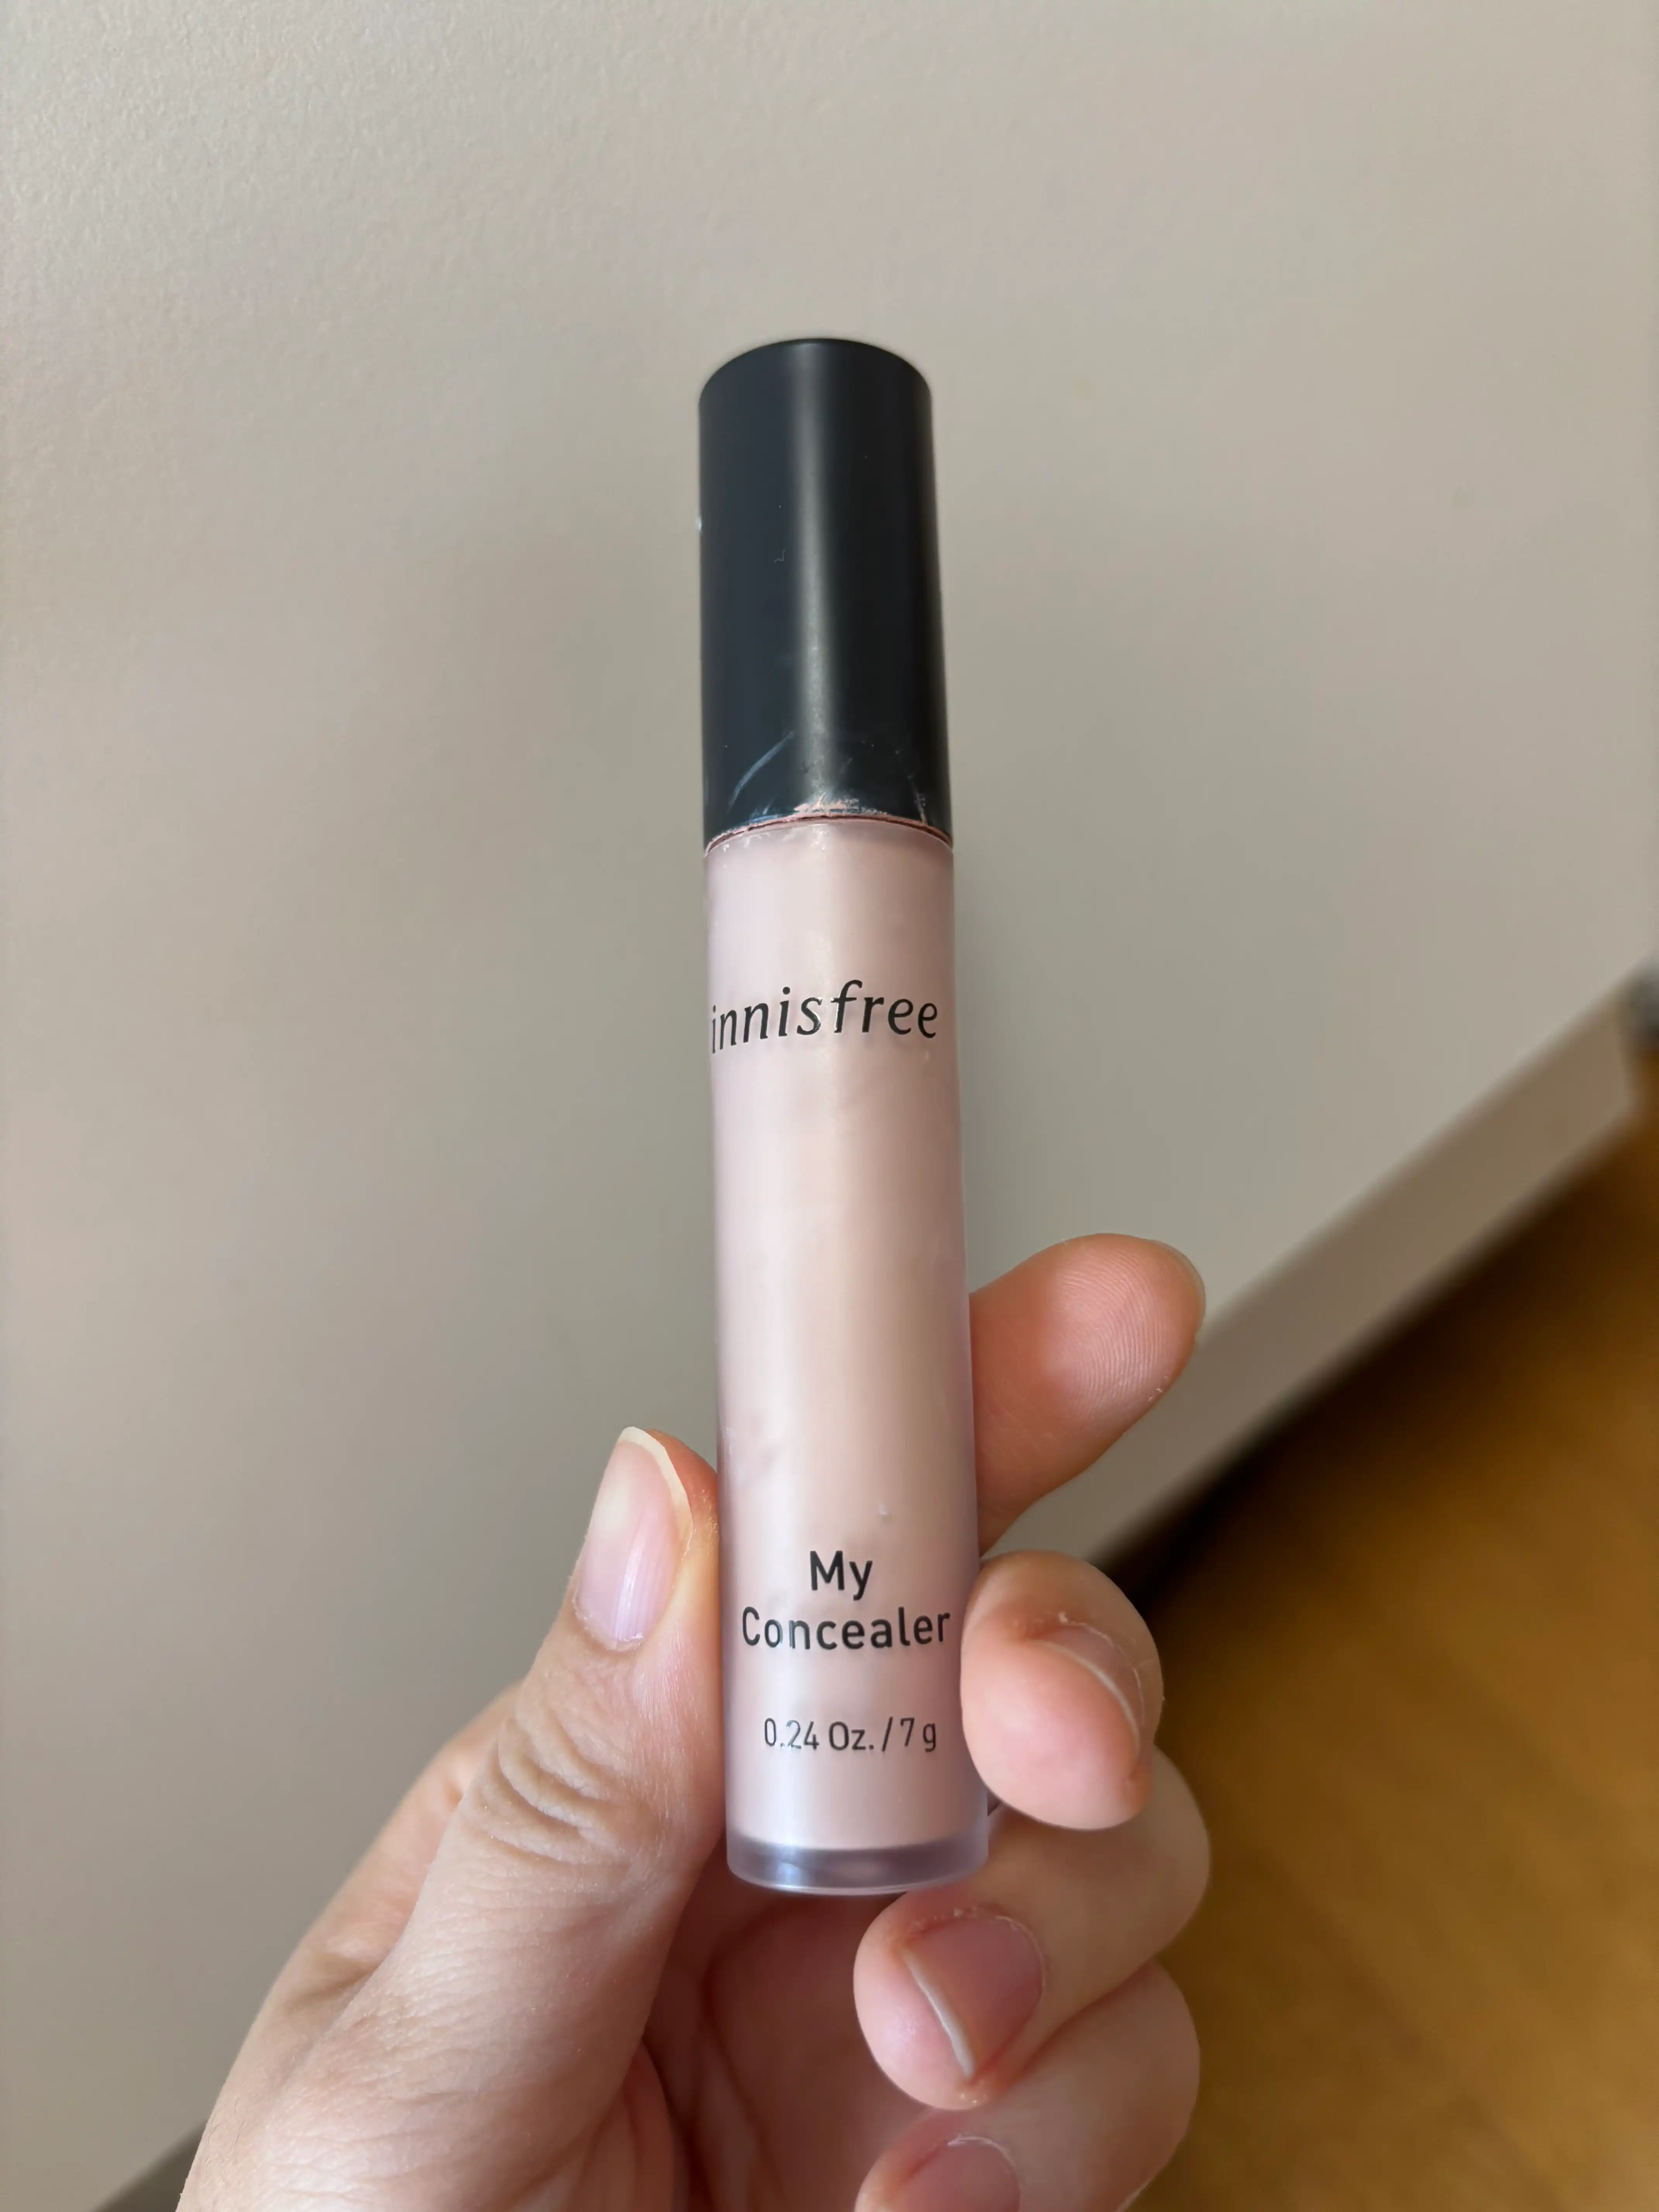 innisfree
My
Concealer
0.24 Oz. / 7 g